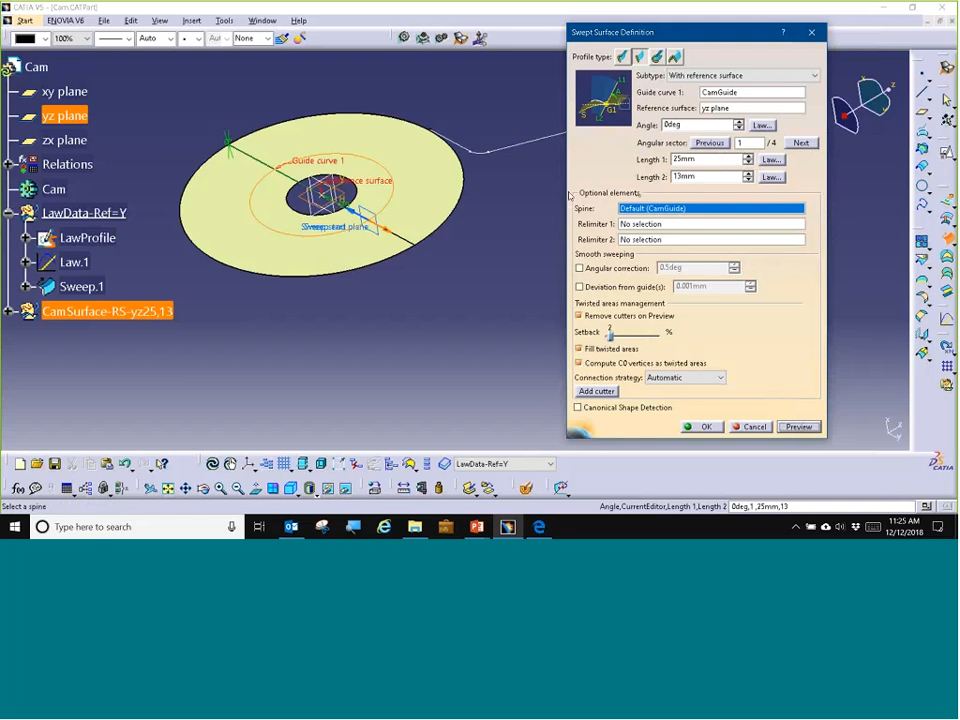 CATIA V5 - [Cam.CATPart]
Start ENOVIA V6 File Edit View Insert Tools Window Help
100% Auto Aut None
Cam
xy plane
yz plane
zx plane
Relations
Cam
LawData-Ref=Y
LawProfile
Law.1
Sweep.1
CamSurface-RS-yz25,13
Guide curve 1
Swept Surface Definition
? ×
Profile type:
Subtype: With reference surface
Guide curve 1: CamGuide
Reference surface: yz plane
Angle: 0deg Law...
Angular sector: Previous 1 / 4 Next
Length 1: 25mm Law...
Length 2: 13mm Law...
Optional elements
Spine: Default (CamGuide)
Relimiter 1: No selection
Relimiter 2: No selection
Smooth sweeping
Angular correction: 0.5deg
Deviation from guide(s): 0.001mm
Twisted areas management
Remove cutters on Preview
2
Setback %
Fill twisted areas
Compute C0 vertices as twisted areas
Connection strategy: Automatic
Add cutter
Canonical Shape Detection
OK Cancel Preview
LawData-Ref=Y
f(x)
Select a spine
Angle,CurrentEditor,Length 1,Length 2 0deg,1 ,25mm,13
Type here to search
11:25 AM
12/12/2018